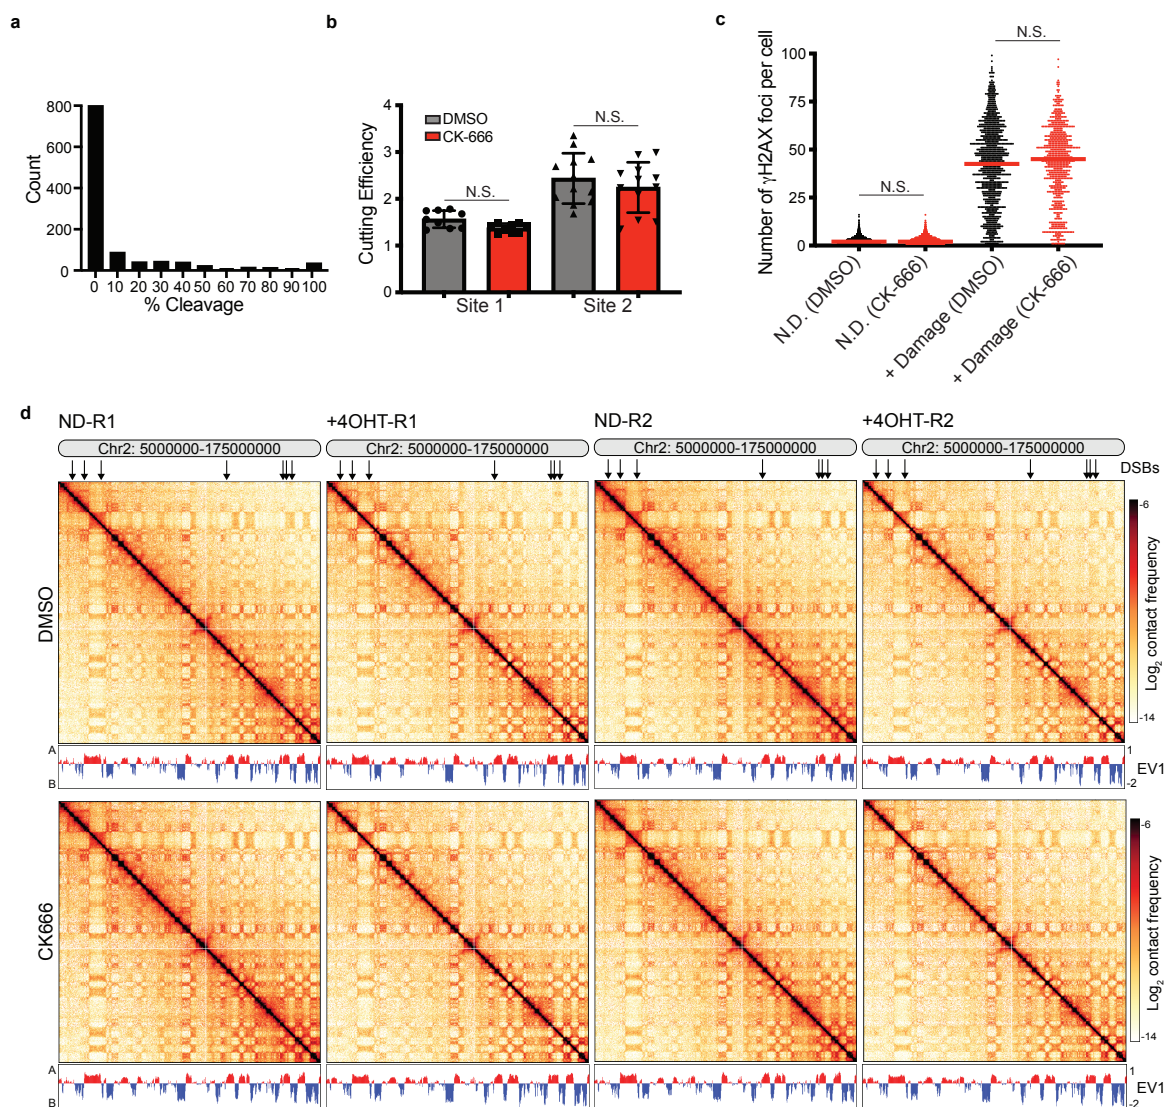 a
800
600
400
200
0
Count
0 10 20 30 40 50 60 70 80 90 100
% Cleavage
b
4
3
2
1
0
Cutting Efficiency
DMSO
CK-666
N.S.
N.S.
Site 1 Site 2
c
N.S.
N.S.
100
75
50
25
0
Number of γH2AX foci per cell
N.D. (DMSO)
N.D. (CK-666)
+ Damage (DMSO)
+ Damage (CK-666)
d
ND-R1 +4OHT-R1 ND-R2 +4OHT-R2
Chr2: 5000000-175000000 Chr2: 5000000-175000000 Chr2: 5000000-175000000 Chr2: 5000000-175000000
DSBs
DMSO
-6
Log2 contact frequency
-14
A
B
1
EV1
-2
CK666
-6
Log2 contact frequency
-14
A
B
1
EV1
-2